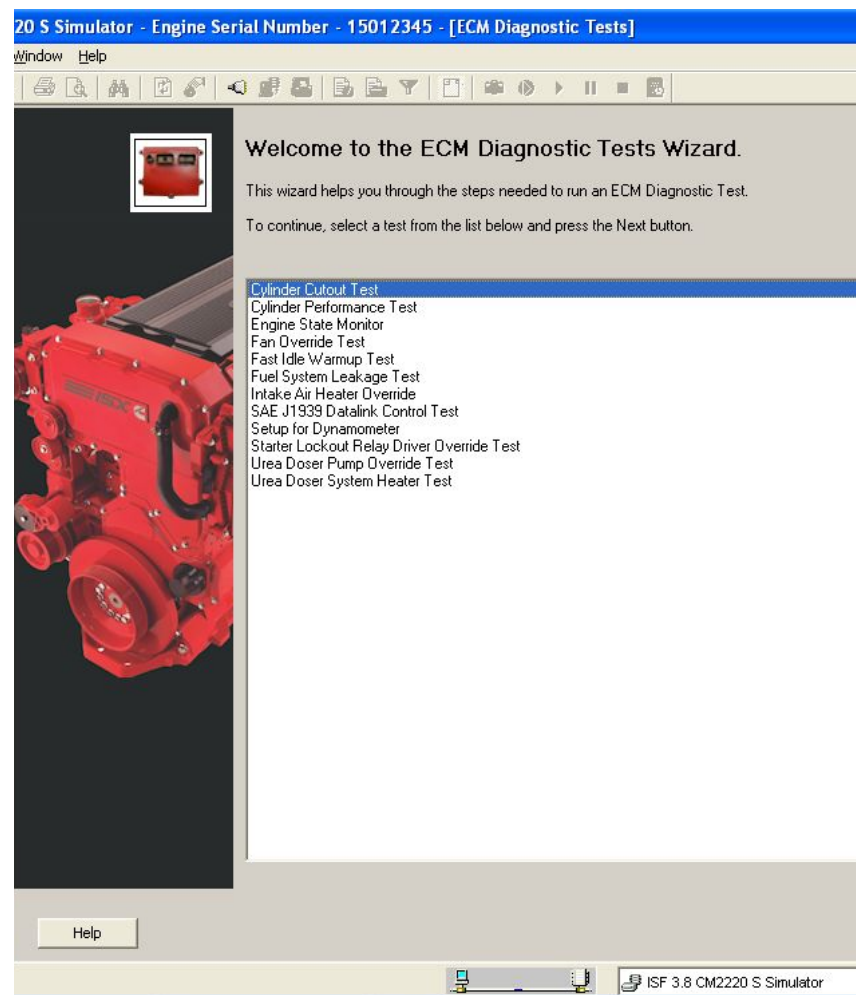 20 S Simulator - Engine Serial Number - 15012345 - [ECM Diagnostic Tests]
Window Help
Welcome to the ECM Diagnostic Tests Wizard.
This wizard helps you through the steps needed to run an ECM Diagnostic Test.
To continue, select a test from the list below and press the Next button.
Cylinder Cutout Test
Cylinder Performance Test
Engine State Monitor
Fan Override Test
Fast Idle Warmup Test
Fuel System Leakage Test
Intake Air Heater Override
SAE J1939 Datalink Control Test
Setup for Dynamometer
Starter Lockout Relay Driver Override Test
Urea Doser Pump Override Test
Urea Doser System Heater Test
ISX
Help
ISF 3.8 CM2220 S Simulator